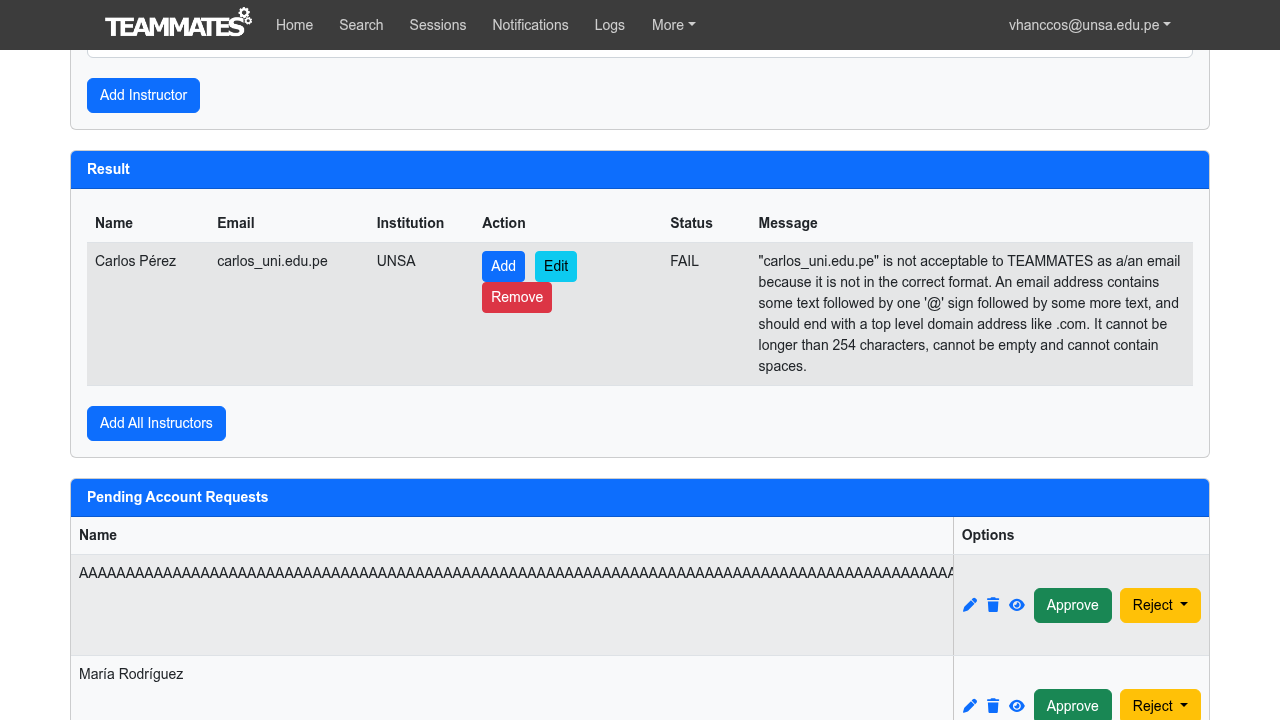 TEAMMATES Home Search Sessions Notifications Logs More vhanccos@unsa.edu.pe
Add Instructor
Result
Name Email Institution Action Status Message
Carlos Pérez carlos_uni.edu.pe UNSA Add Edit Remove FAIL "carlos_uni.edu.pe" is not acceptable to TEAMMATES as a/an email
because it is not in the correct format. An email address contains
some text followed by one '@' sign followed by some more text, and
should end with a top level domain address like .com. It cannot be
longer than 254 characters, cannot be empty and cannot contain
spaces.
Add All Instructors
Pending Account Requests
Name Options
AAAAAAAAAAAAAAAAAAAAAAAAAAAAAAAAAAAAAAAAAAAAAAAAAAAAAAAAAAAAAAAAAAAAAAAAAAAAAAAAAAAAAAAAAAAAAA Approve Reject
María Rodríguez Approve Reject